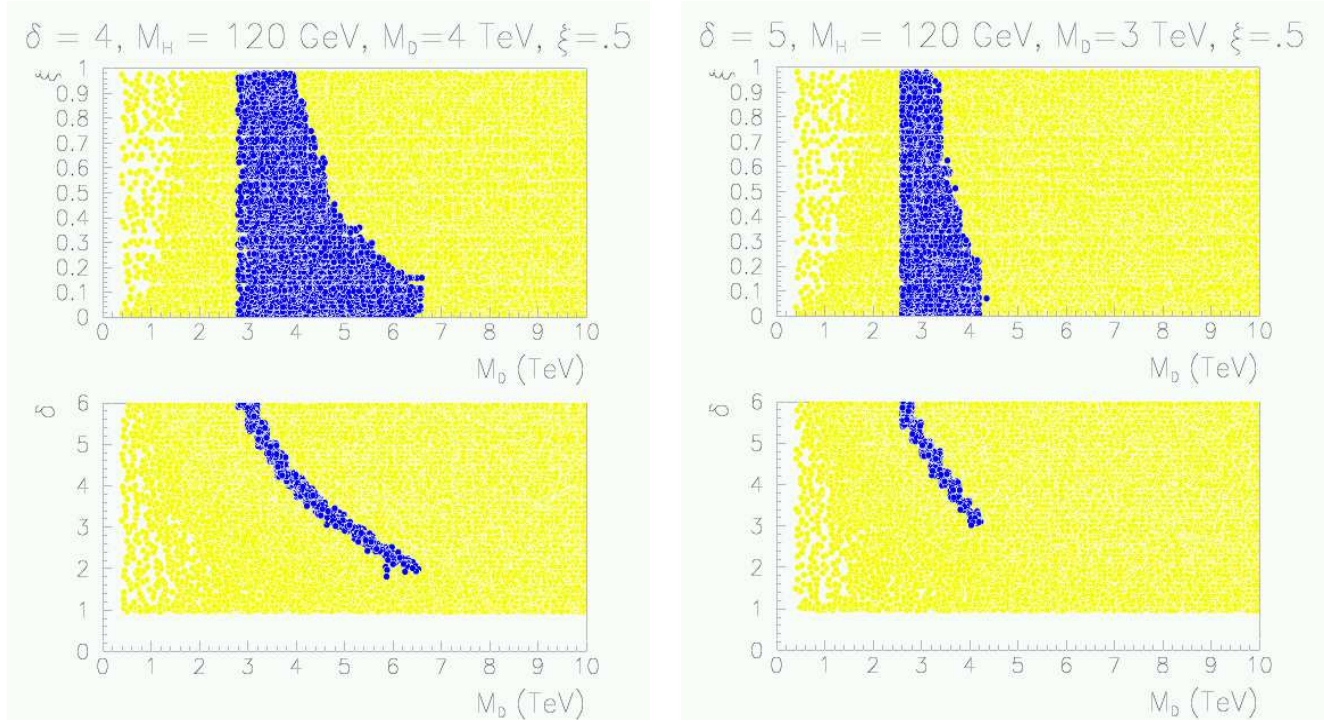 δ = 4, M_H = 120 GeV, M_D=4 TeV, ξ=.5
ξ
1
0.9
0.8
0.7
0.6
0.5
0.4
0.3
0.2
0.1
0
0 1 2 3 4 5 6 7 8 9 10
M_D (TeV)
δ
6
5
4
3
2
1
0
0 1 2 3 4 5 6 7 8 9 10
M_D (TeV)
δ = 5, M_H = 120 GeV, M_D=3 TeV, ξ=.5
ξ
1
0.9
0.8
0.7
0.6
0.5
0.4
0.3
0.2
0.1
0
0 1 2 3 4 5 6 7 8 9 10
M_D (TeV)
δ
6
5
4
3
2
1
0
0 1 2 3 4 5 6 7 8 9 10
M_D (TeV)